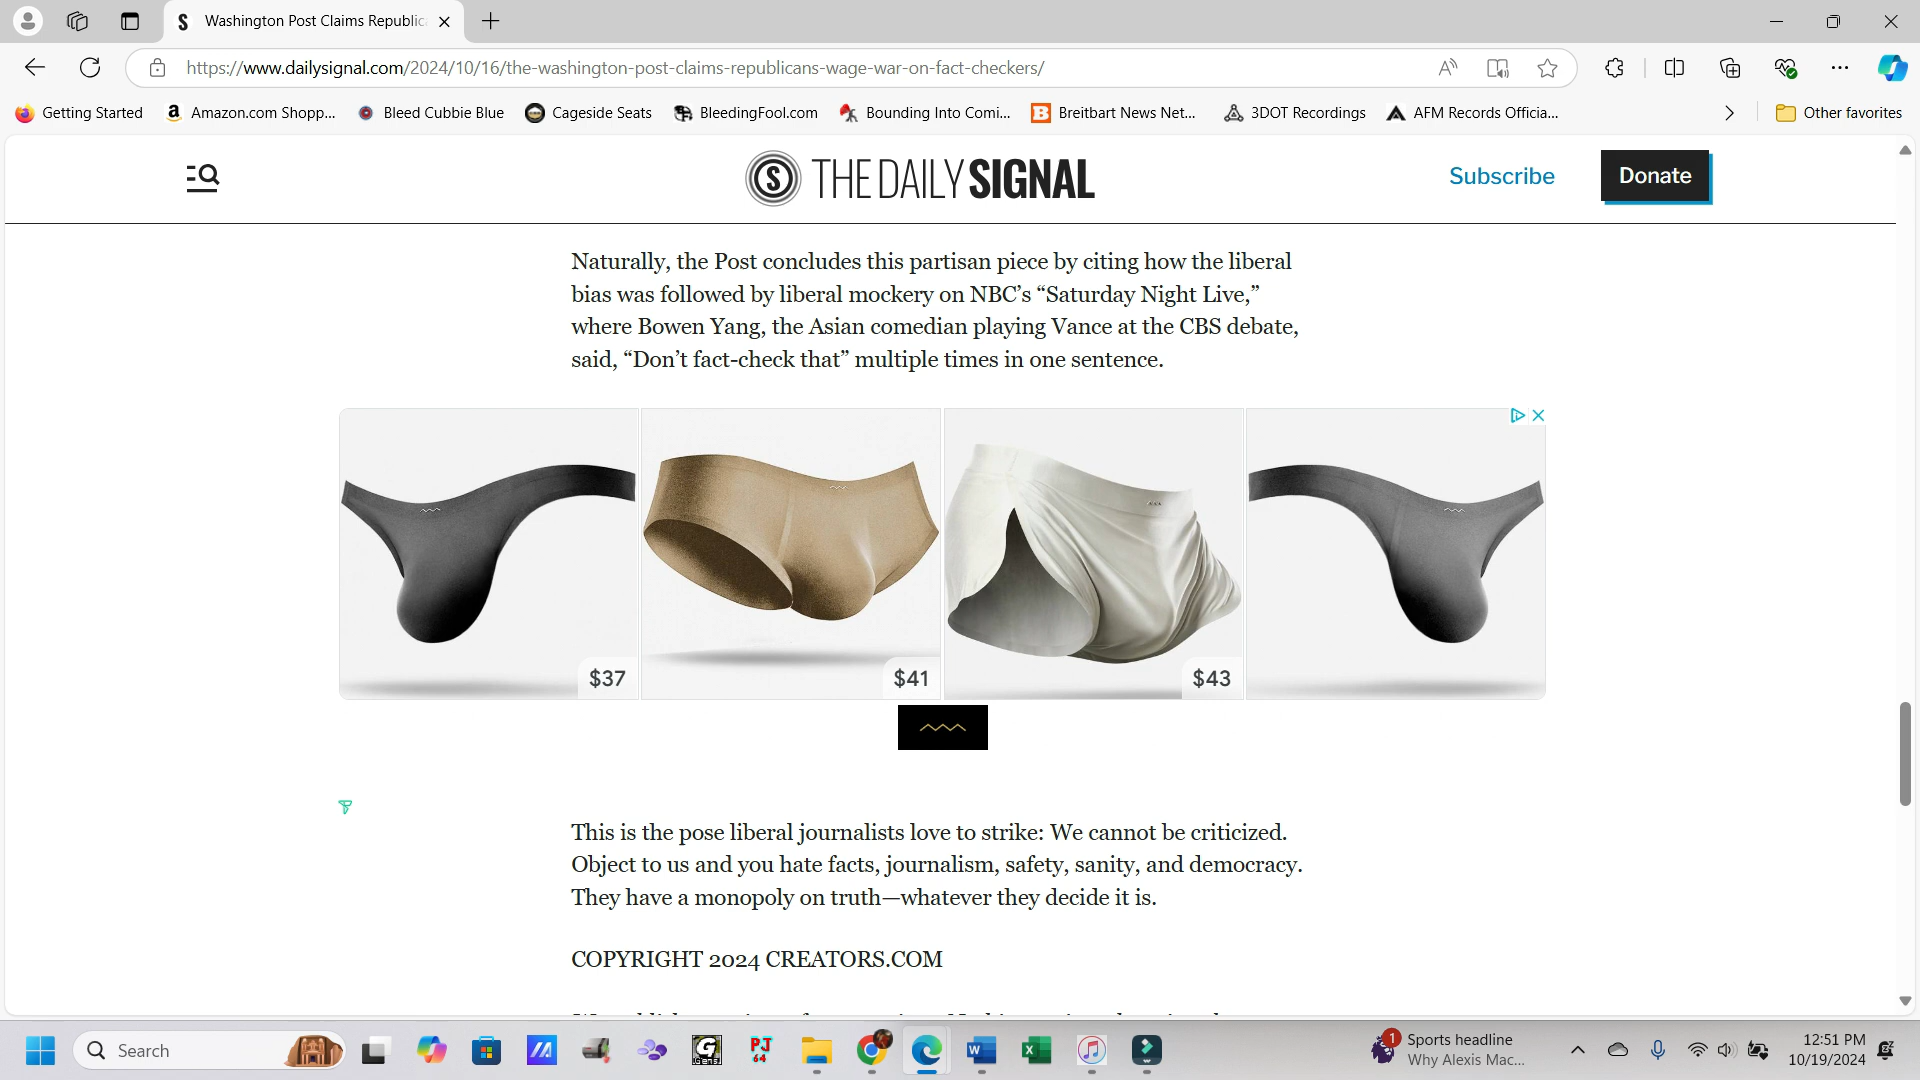 Washington Post Claims Republic
https://www.dailysignal.com/2024/10/16/the-washington-post-claims-republicans-wage-war-on-fact-checkers/
Getting Started
Amazon.com Shopp...
Bleed Cubbie Blue
Cageside Seats
BleedingFool.com
Bounding Into Comi...
Breitbart News Net...
3DOT Recordings
AFM Records Officia...
Other favorites
THE DAILY SIGNAL
Subscribe
Donate
Naturally, the Post concludes this partisan piece by citing how the liberal
bias was followed by liberal mockery on NBC’s “Saturday Night Live,”
where Bowen Yang, the Asian comedian playing Vance at the CBS debate,
said, “Don’t fact-check that” multiple times in one sentence.
$37
$41
$43
This is the pose liberal journalists love to strike: We cannot be criticized.
Object to us and you hate facts, journalism, safety, sanity, and democracy.
They have a monopoly on truth—whatever they decide it is.
COPYRIGHT 2024 CREATORS.COM
Search
PJ
64
1
Sports headline
Why Alexis Mac...
12:51 PM
10/19/2024